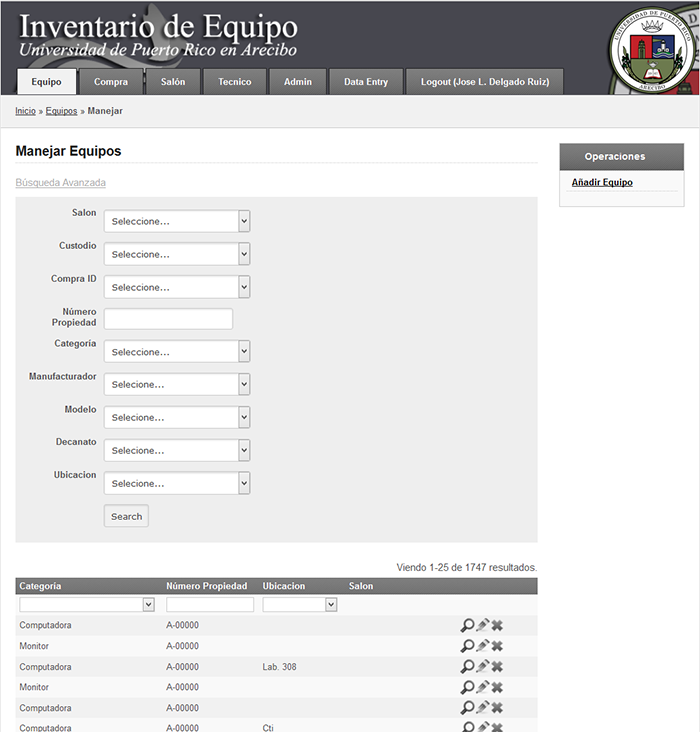 Inventario de Equipo
Universidad de Puerto Rico en Arecibo
UNIVERSIDAD DE PUERTO RICO
ARECIBO
Equipo Compra Salón Tecnico Admin Data Entry Logout (Jose L. Delgado Ruiz)
Inicio » Equipos » Manejar
Manejar Equipos
Búsqueda Avanzada
Salon Seleccione...
Custodio Seleccione...
Compra ID Seleccione...
Número
Propiedad
Categoria Seleccione...
Manufacturador Selecione...
Modelo Selecione...
Decanato Selecione...
Ubicacion Selecione...
Search
Operaciones
Añadir Equipo
Viendo 1-25 de 1747 resultados.
Categoria Número Propiedad Ubicacion Salon
Computadora A-00000
Monitor A-00000
Computadora A-00000 Lab. 308
Monitor A-00000
Computadora A-00000
Computadora A-00000 Cti